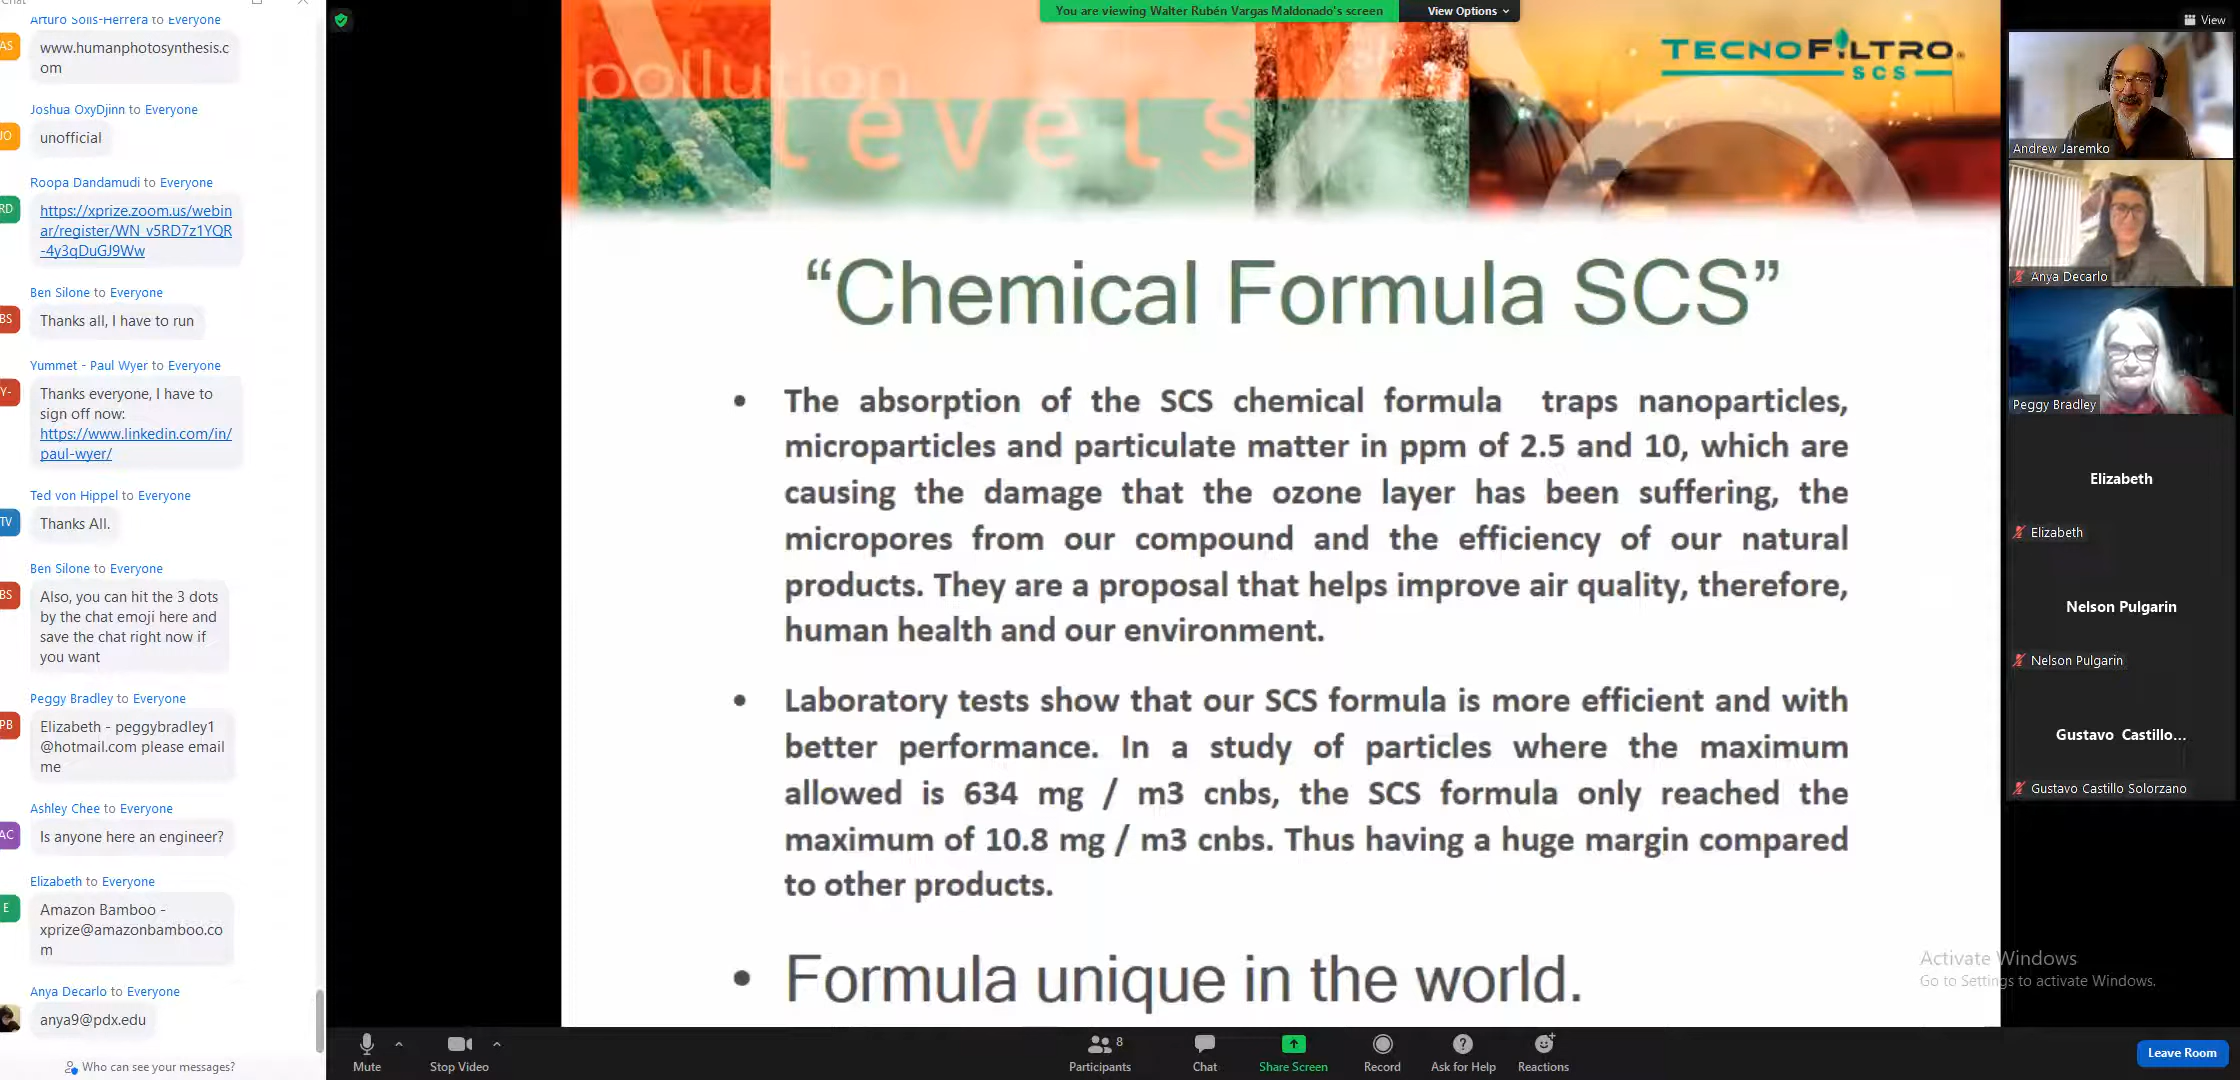 Chat
Arturo Solis-Herrera to Everyone
AS
www.humanphotosynthesis.c
om
Joshua OxyDjinn to Everyone
JO
unofficial
Roopa Dandamudi to Everyone
RD
https://xprize.zoom.us/webin
ar/register/WN_v5RD7z1YQR
-4y3qDuGJ9Ww
Ben Silone to Everyone
BS
Thanks all, I have to run
Yummet - Paul Wyer to Everyone
Y-
Thanks everyone, I have to
sign off now:
https://www.linkedin.com/in/
paul-wyer/
Ted von Hippel to Everyone
TV
Thanks All.
Ben Silone to Everyone
BS
Also, you can hit the 3 dots
by the chat emoji here and
save the chat right now if
you want
Peggy Bradley to Everyone
PB
Elizabeth - peggybradley1
@hotmail.com please email
me
Ashley Chee to Everyone
AC
Is anyone here an engineer?
Elizabeth to Everyone
E
Amazon Bamboo -
xprize@amazonbamboo.co
m
Anya Decarlo to Everyone
anya9@pdx.edu
Who can see your messages?
You are viewing Walter Rubén Vargas Maldonado's screen
View Options
pollution
levels
TECNOFILTRO®
SCS
“Chemical Formula SCS”
• The absorption of the SCS chemical formula traps nanoparticles,
microparticles and particulate matter in ppm of 2.5 and 10, which are
causing the damage that the ozone layer has been suffering, the
micropores from our compound and the efficiency of our natural
products. They are a proposal that helps improve air quality, therefore,
human health and our environment.
• Laboratory tests show that our SCS formula is more efficient and with
better performance. In a study of particles where the maximum
allowed is 634 mg / m3 cnbs, the SCS formula only reached the
maximum of 10.8 mg / m3 cnbs. Thus having a huge margin compared
to other products.
• Formula unique in the world.
View
Andrew Jaremko
Anya Decarlo
Peggy Bradley
Elizabeth
Elizabeth
Nelson Pulgarin
Nelson Pulgarin
Gustavo Castillo...
Gustavo Castillo Solorzano
Activate Windows
Go to Settings to activate Windows.
Mute
Stop Video
Participants
8
Chat
Share Screen
Record
Ask for Help
Reactions
Leave Room